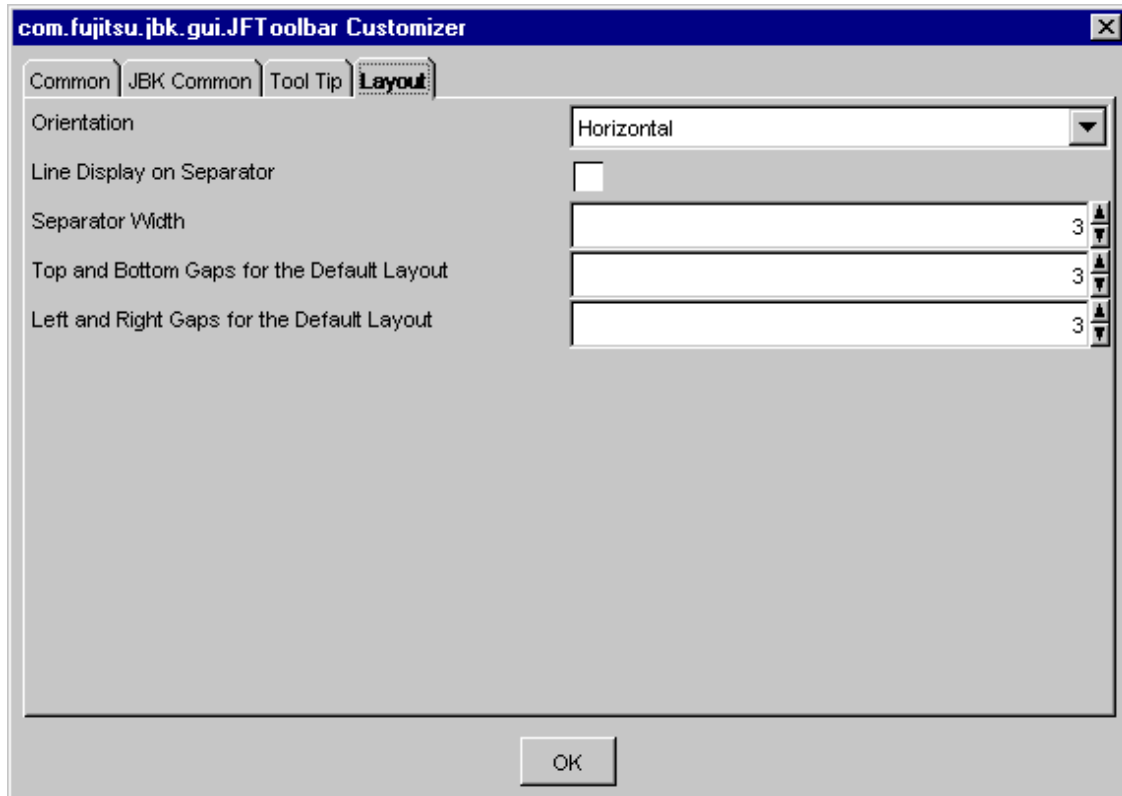 com.fujitsu.jbk.gui.JFToolbar Customizer
Common JBK Common Tool Tip Layout
Orientation Horizontal
Line Display on Separator
Separator Width 3
Top and Bottom Gaps for the Default Layout 3
Left and Right Gaps for the Default Layout 3
OK